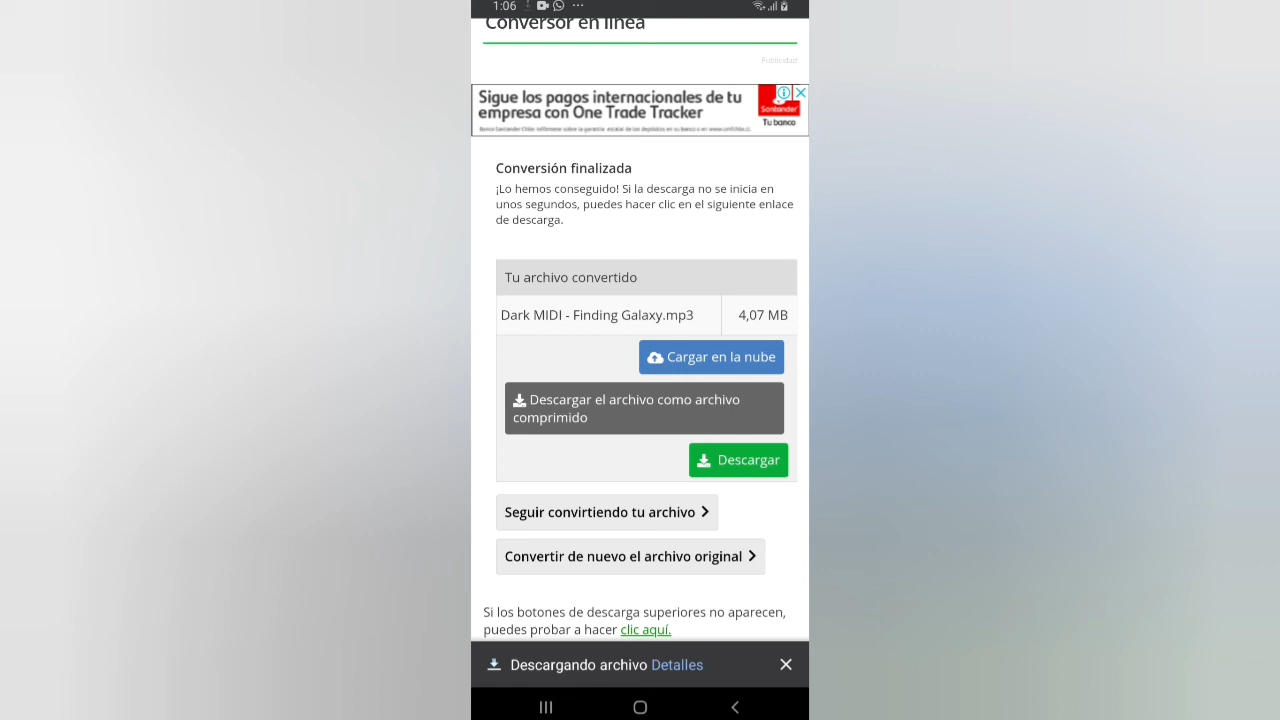 1:06
Conversor en línea
Publicidad
Sigue los pagos internacionales de tu
empresa con One Trade Tracker
Santander
Tu banco
Conversión finalizada
¡Lo hemos conseguido! Si la descarga no se inicia en
unos segundos, puedes hacer clic en el siguiente enlace
de descarga.
Tu archivo convertido
Dark MIDI - Finding Galaxy.mp3 4,07 MB
Cargar en la nube
Descargar el archivo como archivo
comprimido
Descargar
Seguir convirtiendo tu archivo
Convertir de nuevo el archivo original
Si los botones de descarga superiores no aparecen,
puedes probar a hacer clic aquí.
Descargando archivo Detalles